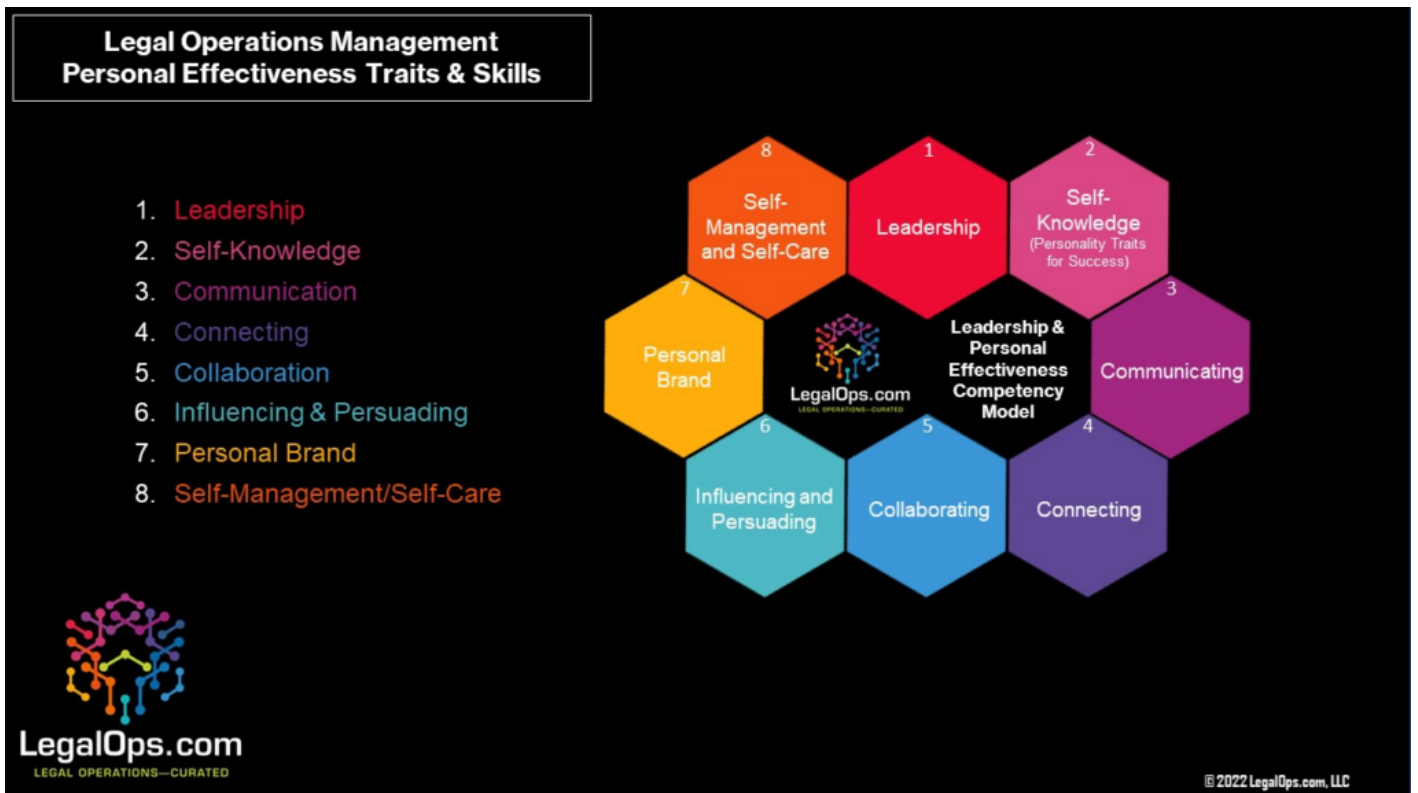 Legal Operations Management
Personal Effectiveness Traits & Skills
1. Leadership
2. Self-Knowledge
3. Communication
4. Connecting
5. Collaboration
6. Influencing & Persuading
7. Personal Brand
8. Self-Management/Self-Care
8
Self-
Management
and Self-Care
1
Leadership
2
Self-
Knowledge
(Personality Traits
for Success)
7
Personal
Brand
LegalOps.com
LEGAL OPERATIONS—CURATED
Leadership &
Personal
Effectiveness
Competency
Model
3
Communicating
6
Influencing and
Persuading
5
Collaborating
4
Connecting
LegalOps.com
LEGAL OPERATIONS—CURATED
© 2022 LegalOps.com, LLC